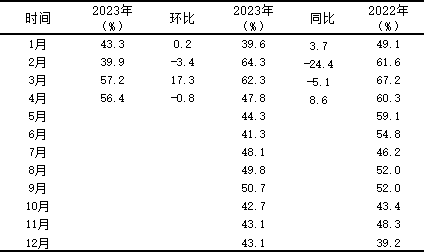 时间 2023年（%） 环比 2023年（%） 同比 2022年（%）
1月 43.3 0.2 39.6 3.7 49.1
2月 39.9 -3.4 64.3 -24.4 61.6
3月 57.2 17.3 62.3 -5.1 67.2
4月 56.4 -0.8 47.8 8.6 60.3
5月 44.3 59.1
6月 41.3 54.8
7月 48.1 46.2
8月 49.8 52.0
9月 50.7 52.0
10月 42.7 43.4
11月 43.1 48.3
12月 43.1 39.2